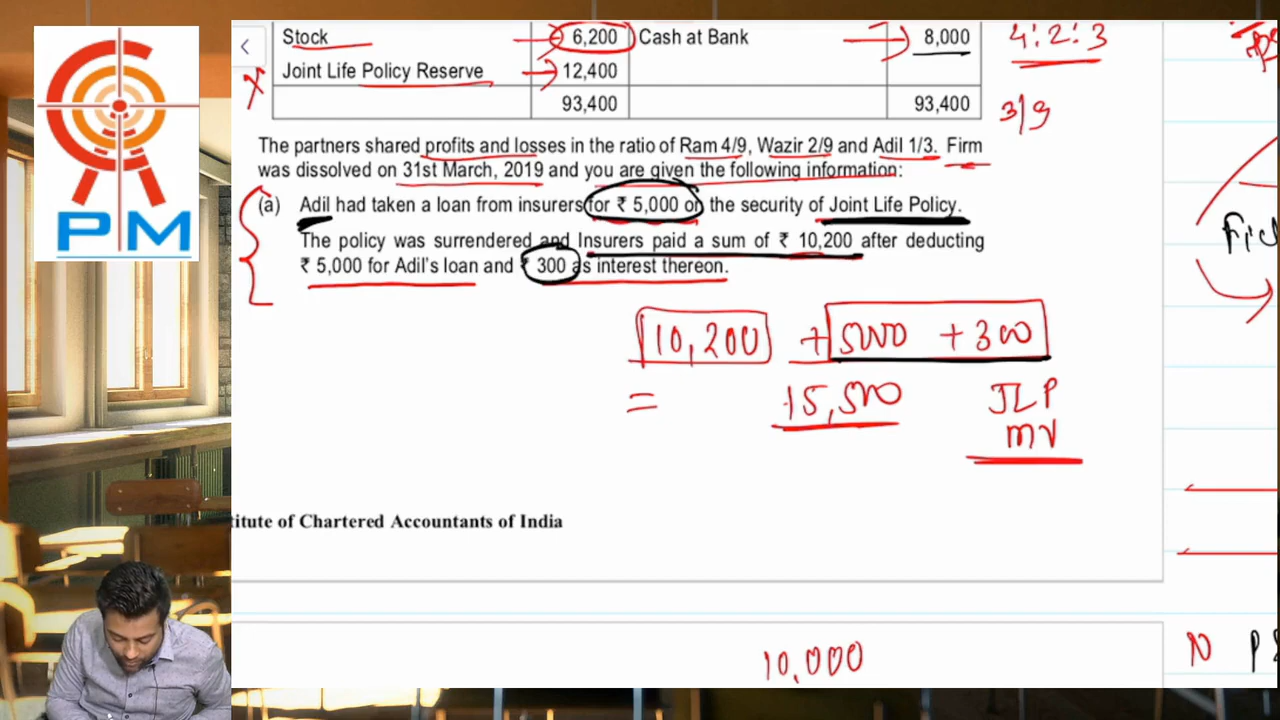 Stock 6,200 Cash at Bank 8,000 4:2:3
Joint Life Policy Reserve 12,400
93,400 93,400 3/9
The partners shared profits and losses in the ratio of Ram 4/9, Wazir 2/9 and Adil 1/3. Firm
was dissolved on 31st March, 2019 and you are given the following information:
(a) Adil had taken a loan from insurers for ₹ 5,000 on the security of Joint Life Policy.
The policy was surrendered and Insurers paid a sum of ₹ 10,200 after deducting
₹ 5,000 for Adil's loan and ₹ 300 as interest thereon.
10,200 + 5000 + 300
= 15,500 JLP
MV
titute of Chartered Accountants of India
10,000
N P
PM